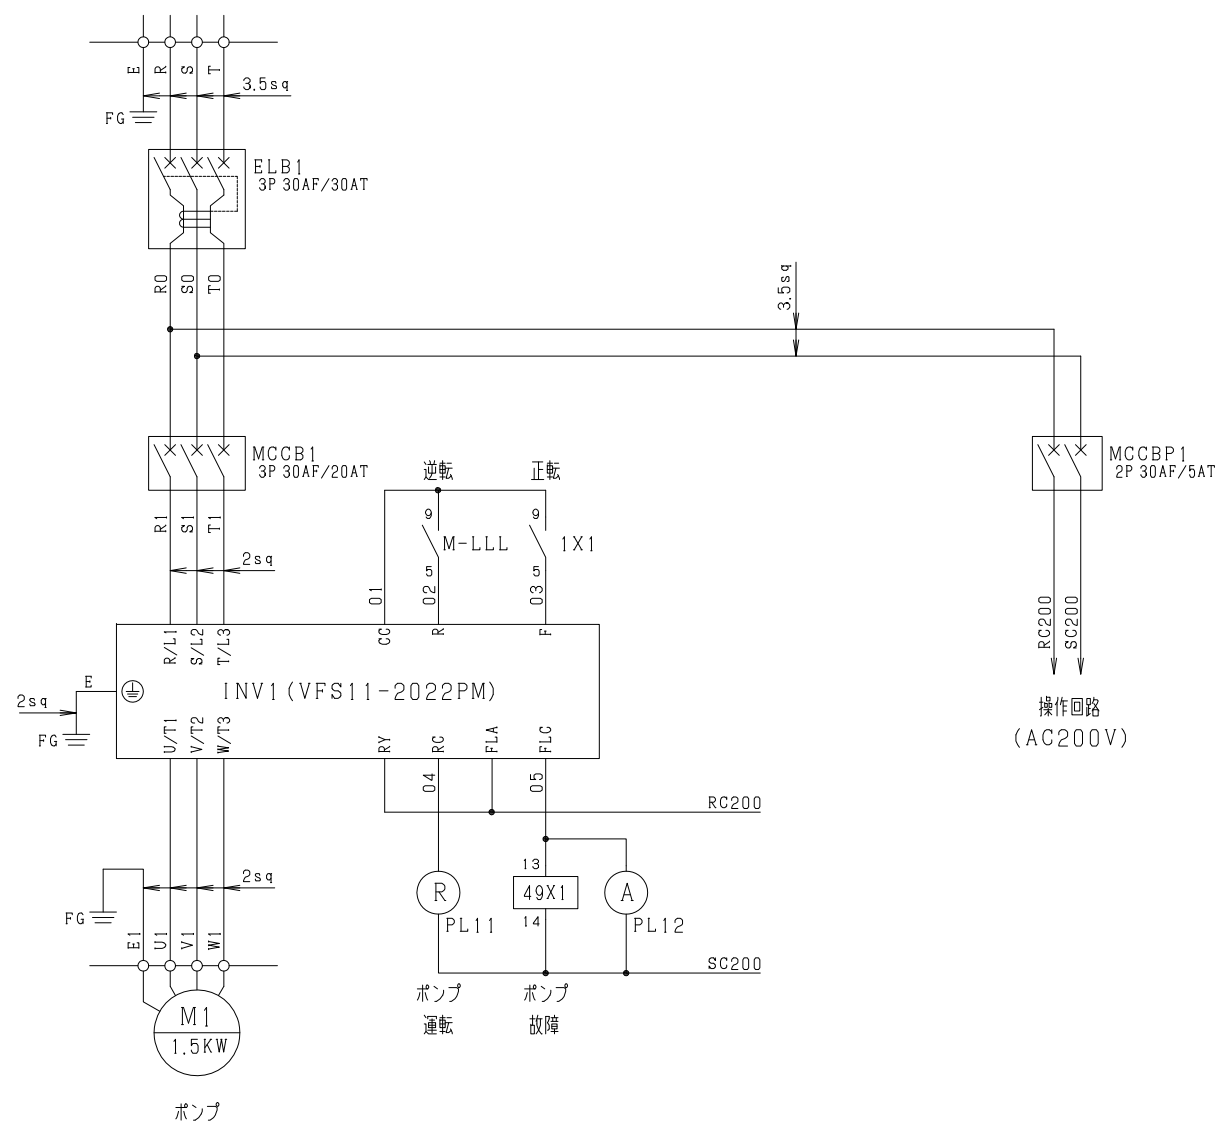 E R S T
3.5sq
FG
ELB1
3P 30AF/30AT
R0 S0 T0
3.5sq
MCCB1
3P 30AF/20AT
MCCBP1
2P 30AF/5AT
逆転
正転
9
9
M-LLL
1X1
5
5
R1 S1 T1
2sq
01 02 03
RC200 SC200
R/L1 S/L2 T/L3
CC R F
E
INV1(VFS11-2022PM)
2sq
FG
操作回路
(AC200V)
U/T1 V/T2 W/T3
RY RC FLA FLC
04 05
RC200
13
2sq
R
49X1
A
FG
14
PL11
PL12
E1 U1 V1 W1
SC200
ポンプ
運転
ポンプ
故障
M1
1.5KW
ポンプ